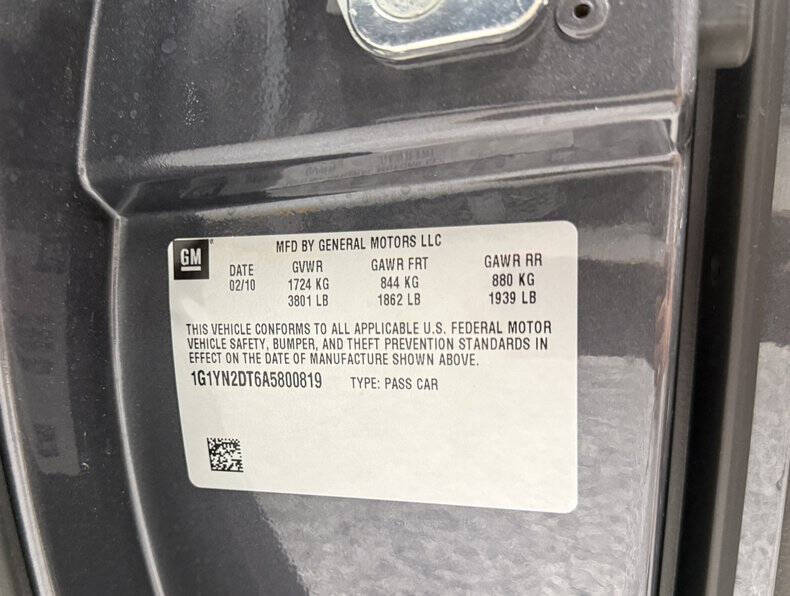 MFD BY GENERAL MOTORS LLC
GM®
DATE GVWR GAWR FRT GAWR RR
02/10 1724 KG 844 KG 880 KG
3801 LB 1862 LB 1939 LB
THIS VEHICLE CONFORMS TO ALL APPLICABLE U.S. FEDERAL MOTOR
VEHICLE SAFETY, BUMPER, AND THEFT PREVENTION STANDARDS IN
EFFECT ON THE DATE OF MANUFACTURE SHOWN ABOVE.
1G1YN2DT6A5800819 TYPE: PASS CAR